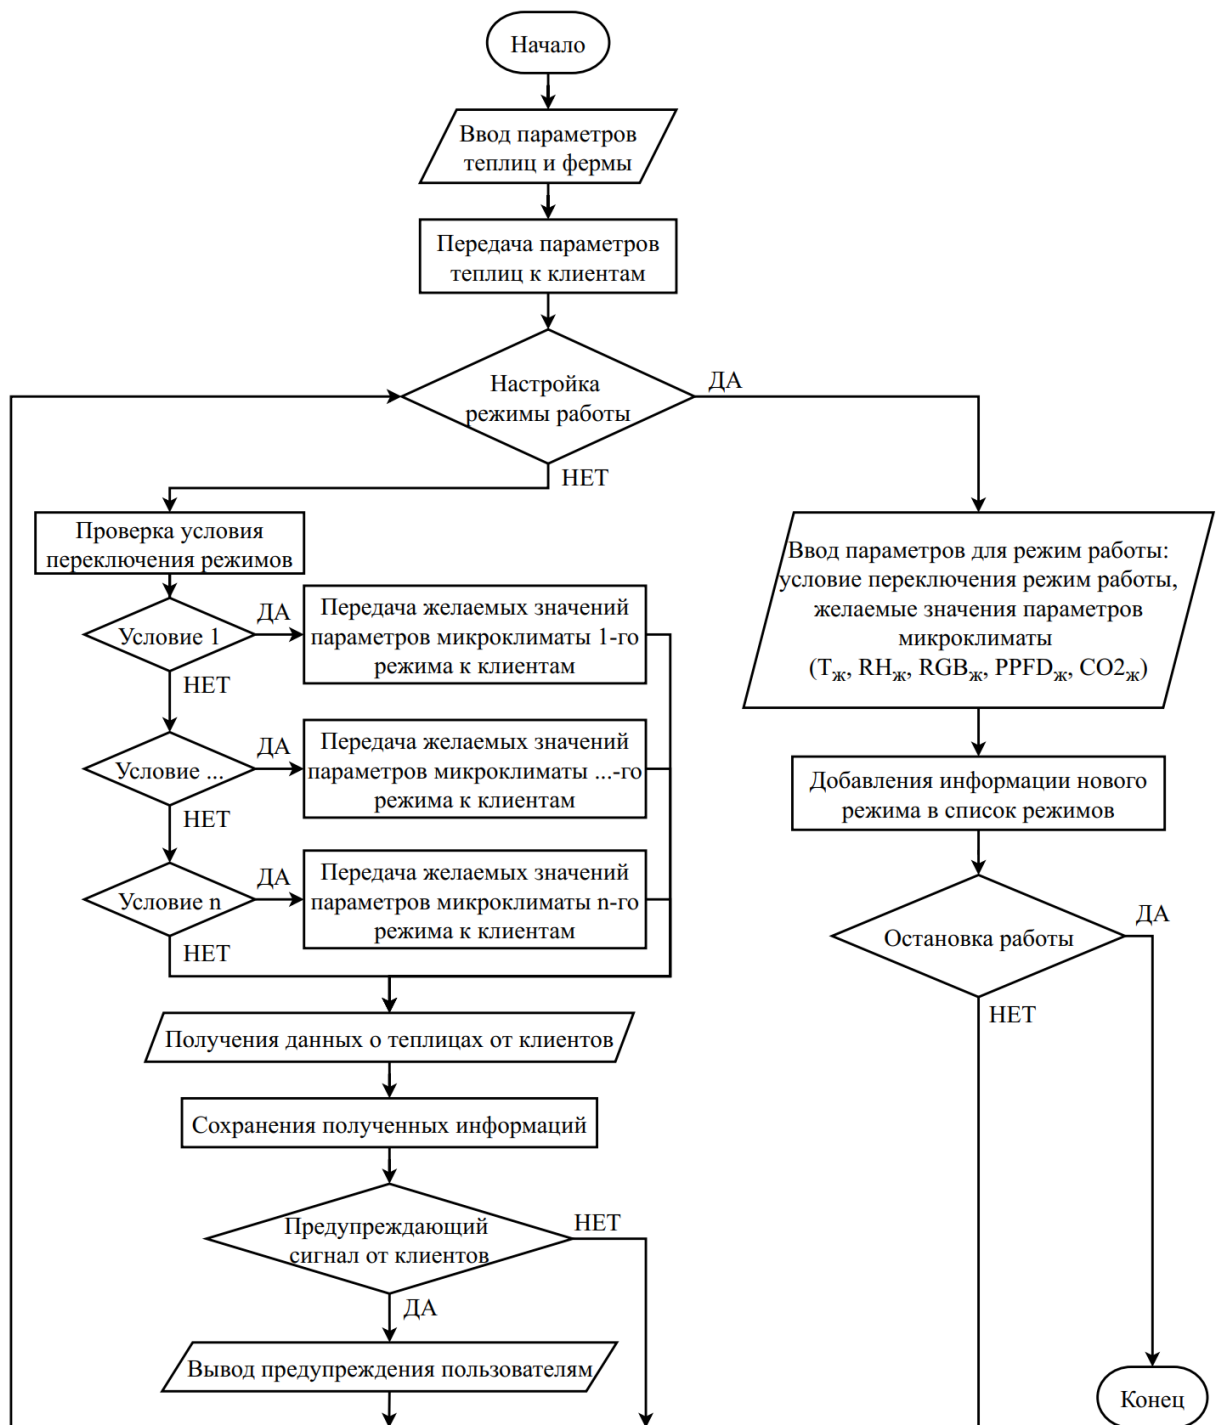 Начало
Ввод параметров
теплиц и фермы
Передача параметров
теплиц к клиентам
Настройка
режимы работы
ДА
НЕТ
Проверка условия
переключения режимов
Условие 1
ДА
Передача желаемых значений
параметров микроклиматы 1-го
режима к клиентам
НЕТ
Условие ...
ДА
Передача желаемых значений
параметров микроклиматы ...-го
режима к клиентам
НЕТ
Условие n
ДА
Передача желаемых значений
параметров микроклиматы n-го
режима к клиентам
НЕТ
Получения данных о теплицах от клиентов
Сохранения полученных информаций
Предупреждающий
сигнал от клиентов
НЕТ
ДА
Вывод предупреждения пользователям
Ввод параметров для режим работы:
условие переключения режим работы,
желаемые значения параметров
микроклиматы
(Tж, RHж, RGBж, PPFDж, CO2ж)
Добавления информации нового
режима в список режимов
Остановка работы
ДА
НЕТ
Конец